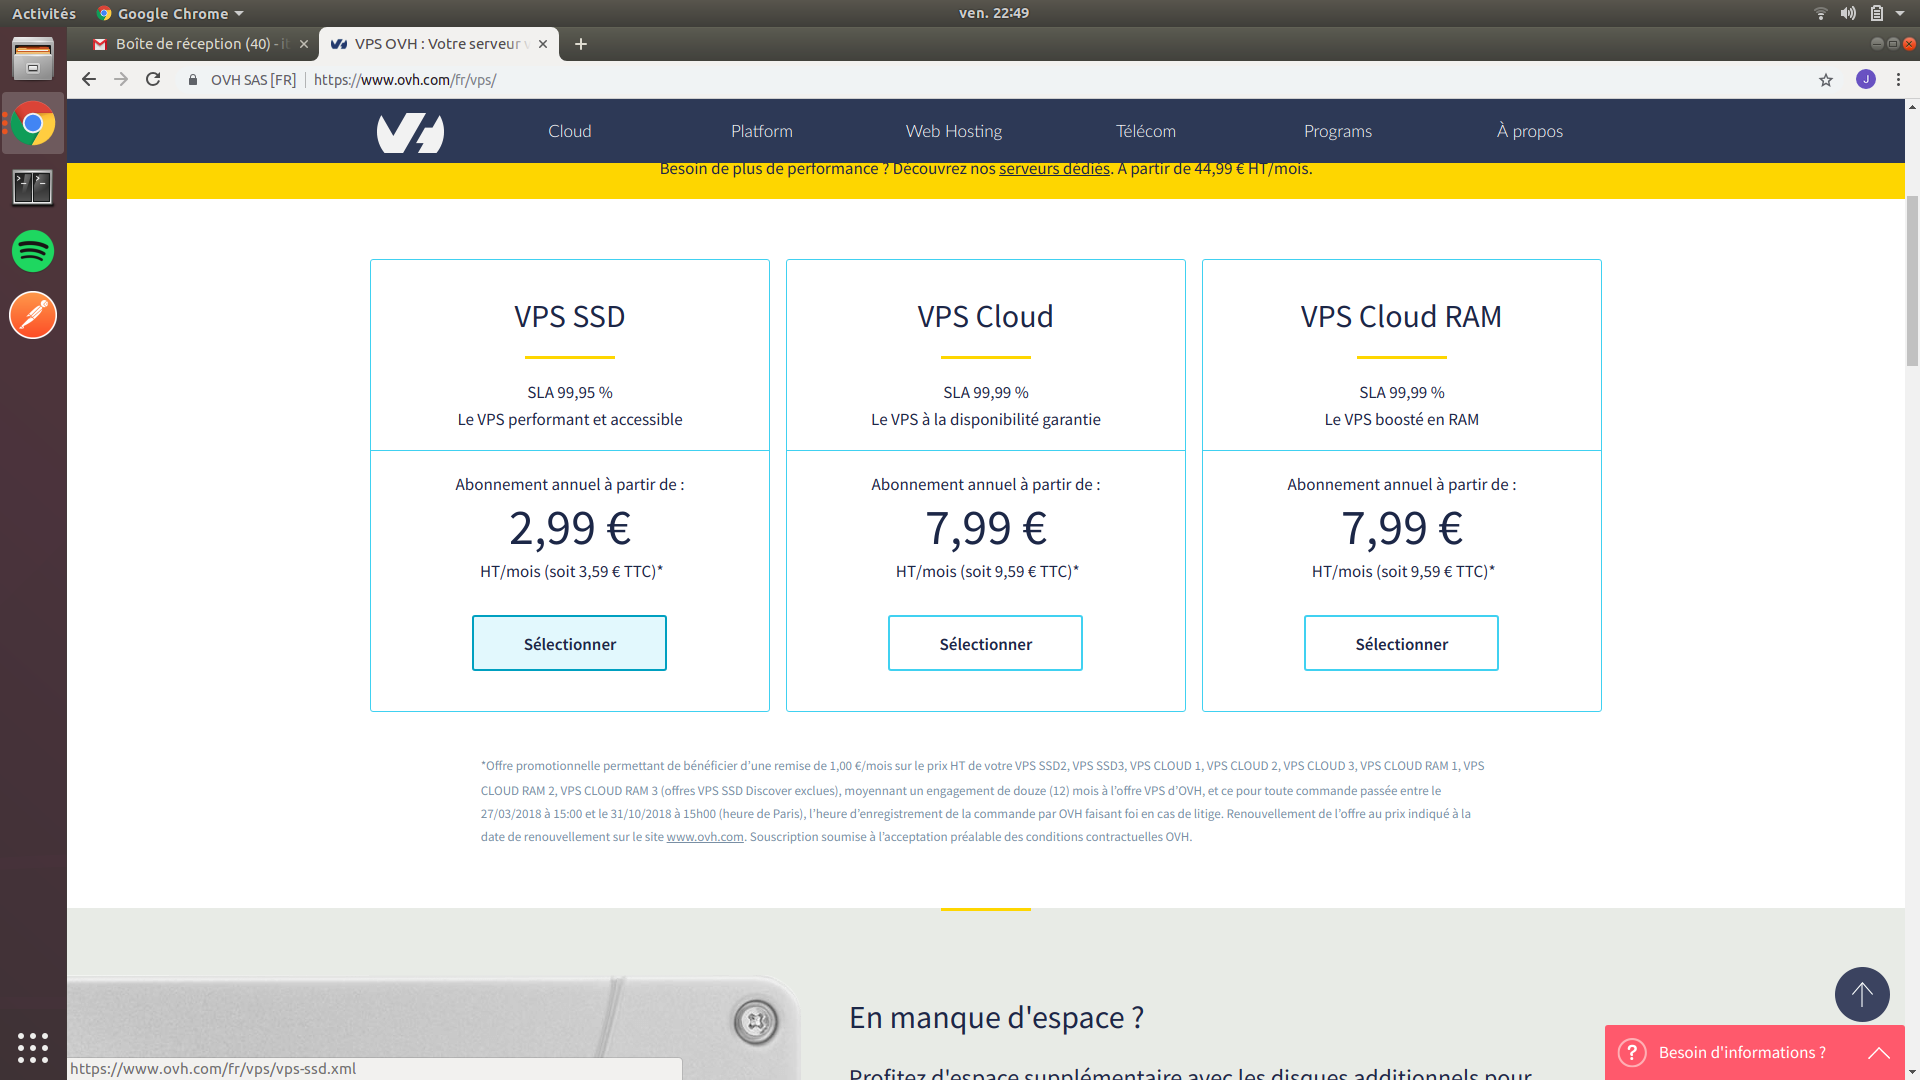 Activités
Google Chrome
ven. 22:49
Boîte de réception (40) - it
VPS OVH : Votre serveur v
OVH SAS [FR]
https://www.ovh.com/fr/vps/
J
Cloud
Platform
Web Hosting
Télécom
Programs
À propos
Besoin de plus de performance ? Découvrez nos serveurs dédiés. A partir de 44,99 € HT/mois.
VPS SSD
SLA 99,95 %
Le VPS performant et accessible
Abonnement annuel à partir de :
2,99 €
HT/mois (soit 3,59 € TTC)*
Sélectionner
VPS Cloud
SLA 99,99 %
Le VPS à la disponibilité garantie
Abonnement annuel à partir de :
7,99 €
HT/mois (soit 9,59 € TTC)*
Sélectionner
VPS Cloud RAM
SLA 99,99 %
Le VPS boosté en RAM
Abonnement annuel à partir de :
7,99 €
HT/mois (soit 9,59 € TTC)*
Sélectionner
*Offre promotionnelle permettant de bénéficier d’une remise de 1,00 €/mois sur le prix HT de votre VPS SSD2, VPS SSD3, VPS CLOUD 1, VPS CLOUD 2, VPS CLOUD 3, VPS CLOUD RAM 1, VPS
CLOUD RAM 2, VPS CLOUD RAM 3 (offres VPS SSD Discover exclues), moyennant un engagement de douze (12) mois à l’offre VPS d’OVH, et ce pour toute commande passée entre le
27/03/2018 à 15:00 et le 31/10/2018 à 15h00 (heure de Paris), l’heure d’enregistrement de la commande par OVH faisant foi en cas de litige. Renouvellement de l’offre au prix indiqué à la
date de renouvellement sur le site www.ovh.com. Souscription soumise à l’acceptation préalable des conditions contractuelles OVH.
En manque d'espace ?
Profitez d'espace supplémentaire avec les disques additionnels pour
? Besoin d'informations ?
https://www.ovh.com/fr/vps/vps-ssd.xml